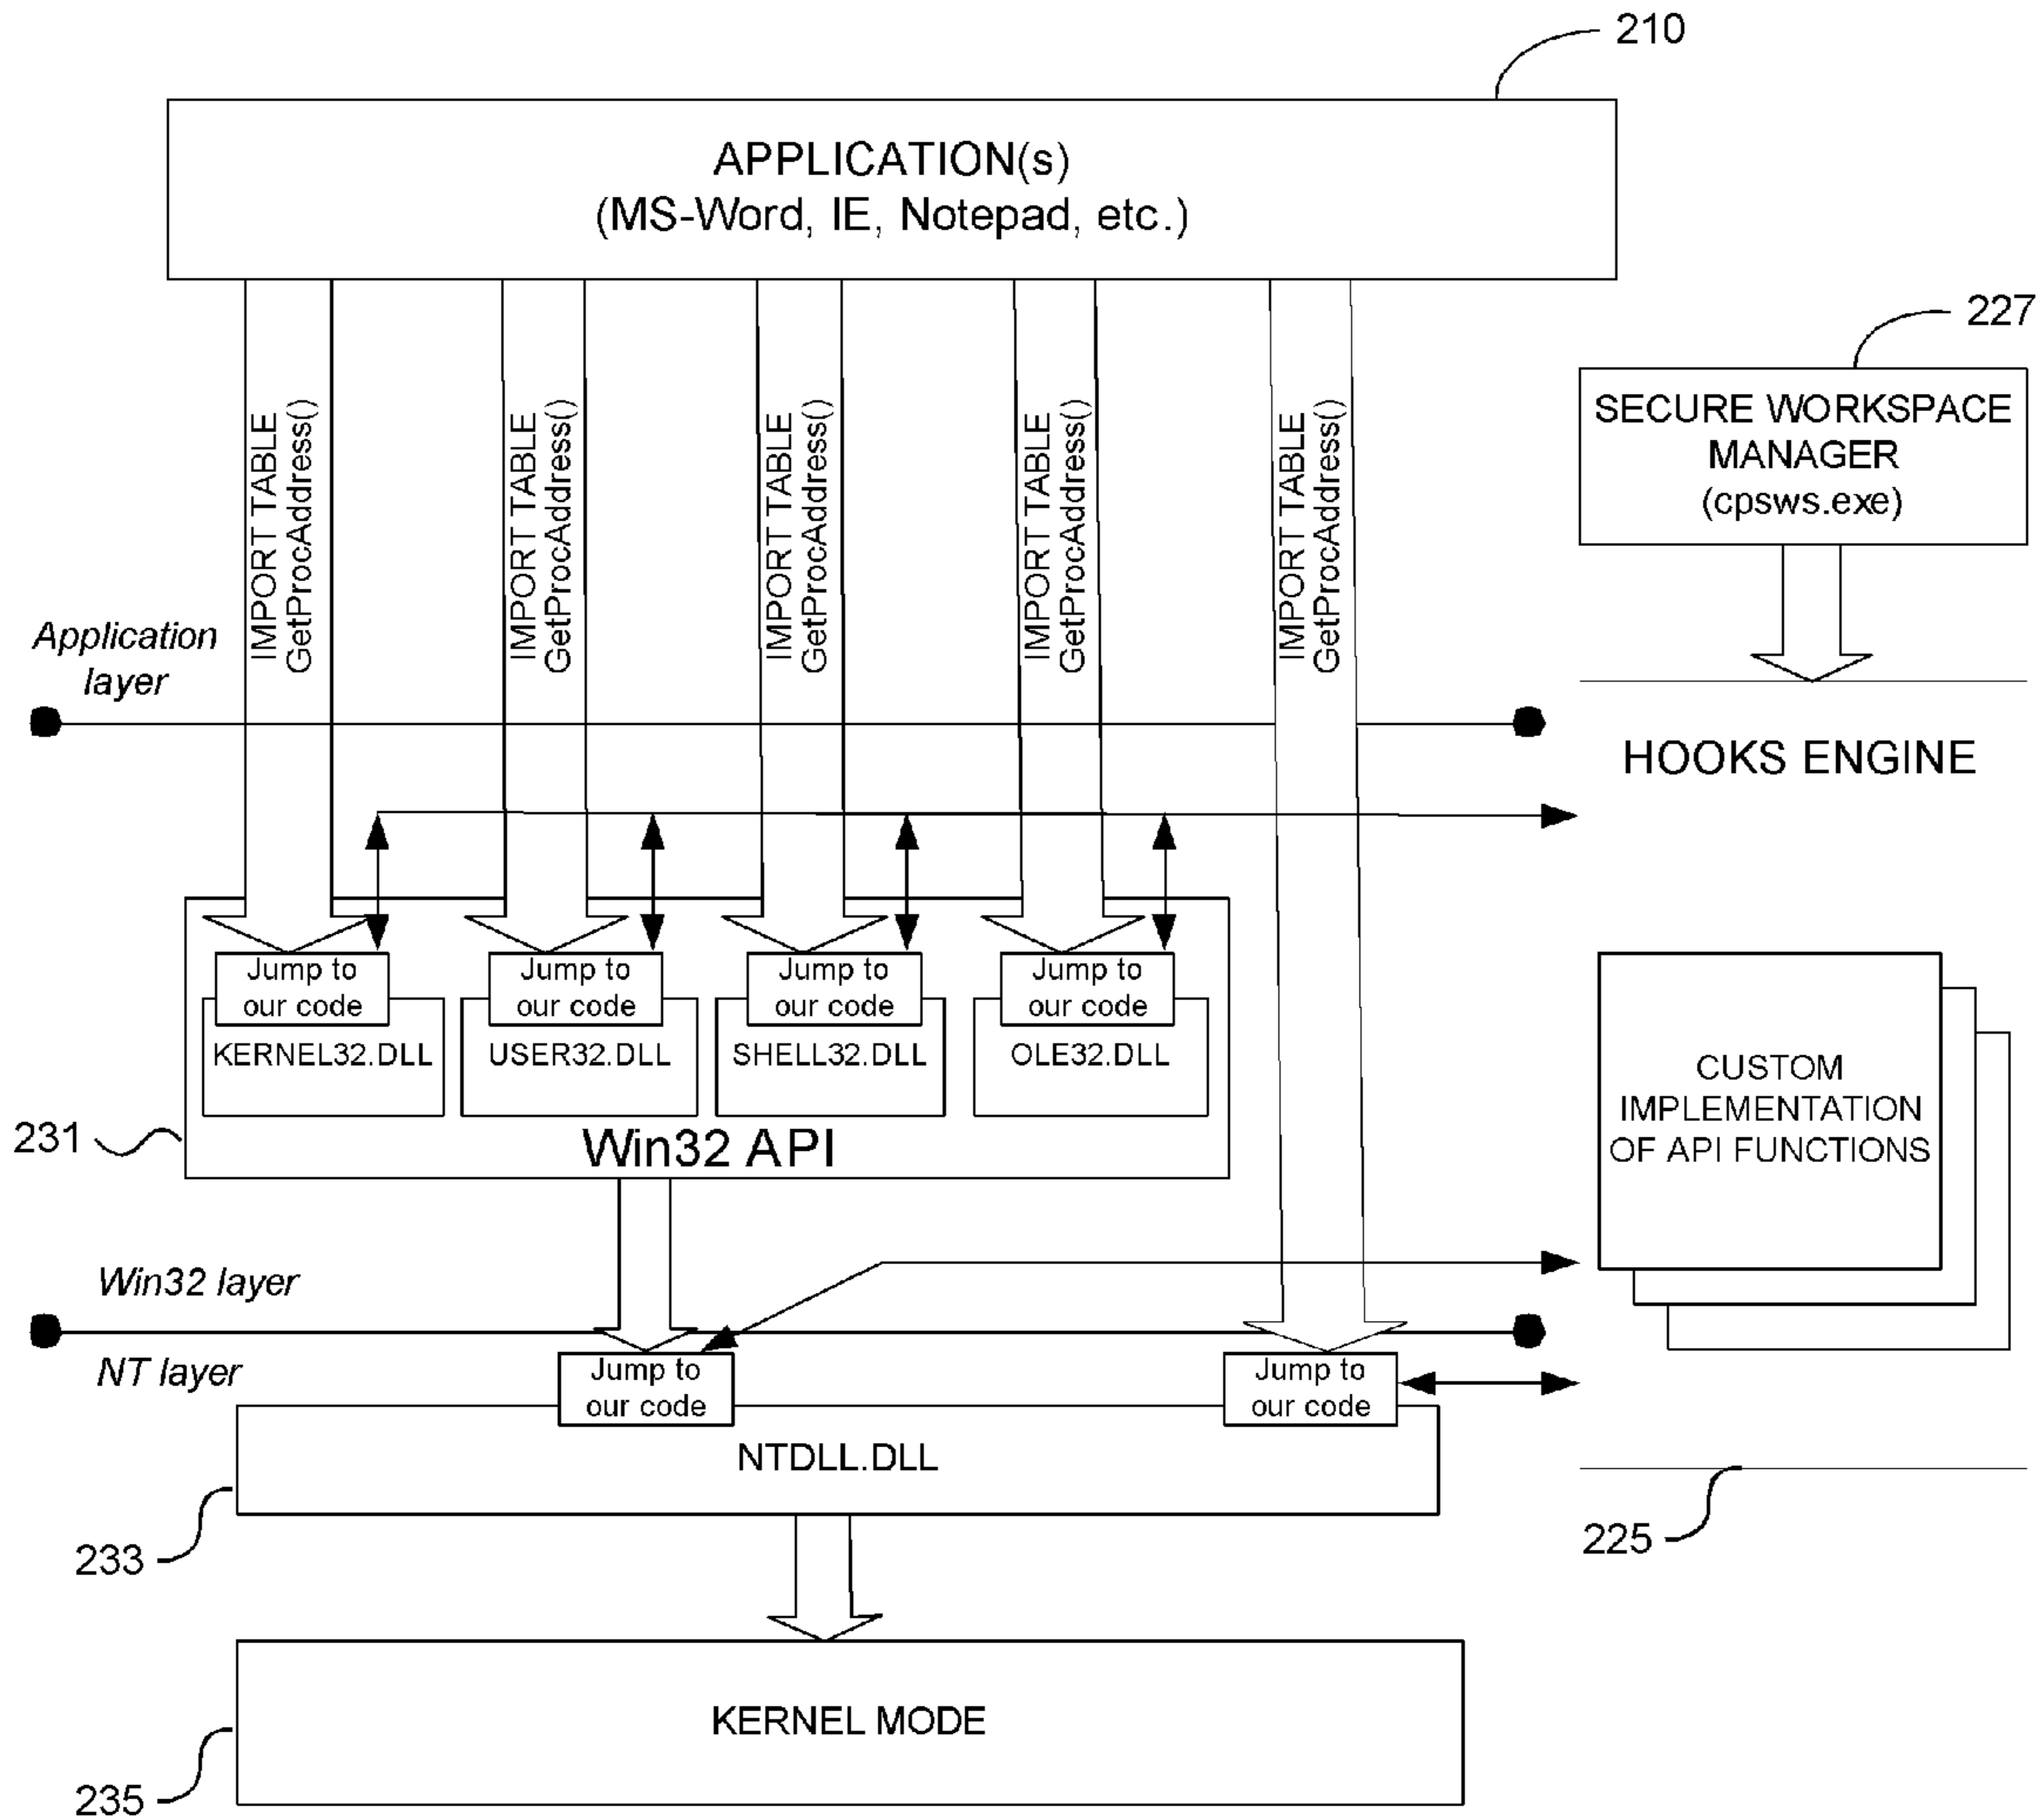 210
APPLICATION(s)
(MS-Word, IE, Notepad, etc.)
227
SECURE WORKSPACE
MANAGER
(cpsws.exe)
IMPORT TABLE
GetProcAddress()
IMPORT TABLE
GetProcAddress()
IMPORT TABLE
GetProcAddress()
IMPORT TABLE
GetProcAddress()
IMPORT TABLE
GetProcAddress()
Application
layer
HOOKS ENGINE
Jump to
our code
Jump to
our code
Jump to
our code
Jump to
our code
KERNEL32.DLL
USER32.DLL
SHELL32.DLL
OLE32.DLL
CUSTOM
IMPLEMENTATION
OF API FUNCTIONS
231
Win32 API
Win32 layer
NT layer
Jump to
our code
Jump to
our code
NTDLL.DLL
233
225
KERNEL MODE
235